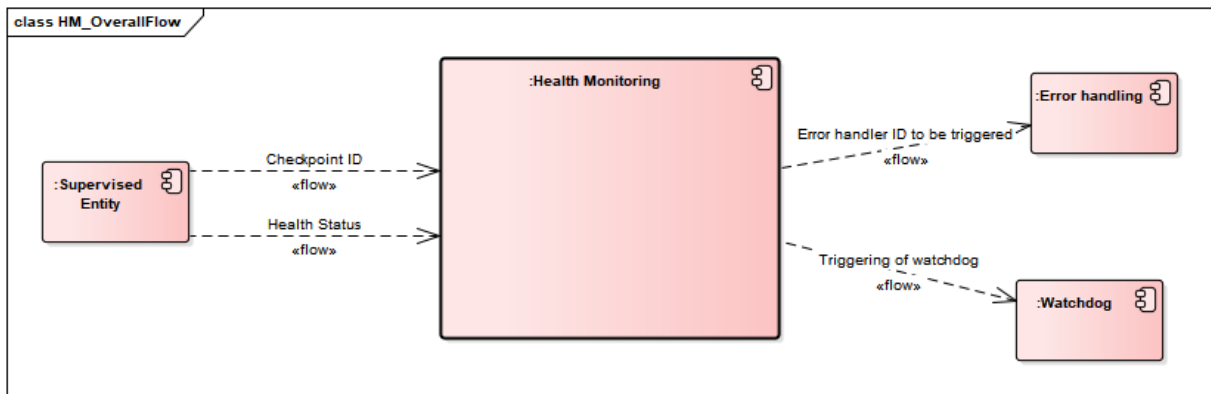 class HM_OverallFlow
:Health Monitoring
:Error handling
Error handler ID to be triggered
«flow»
Checkpoint ID
«flow»
:Supervised
Entity
Health Status
«flow»
Triggering of watchdog
«flow»
:Watchdog